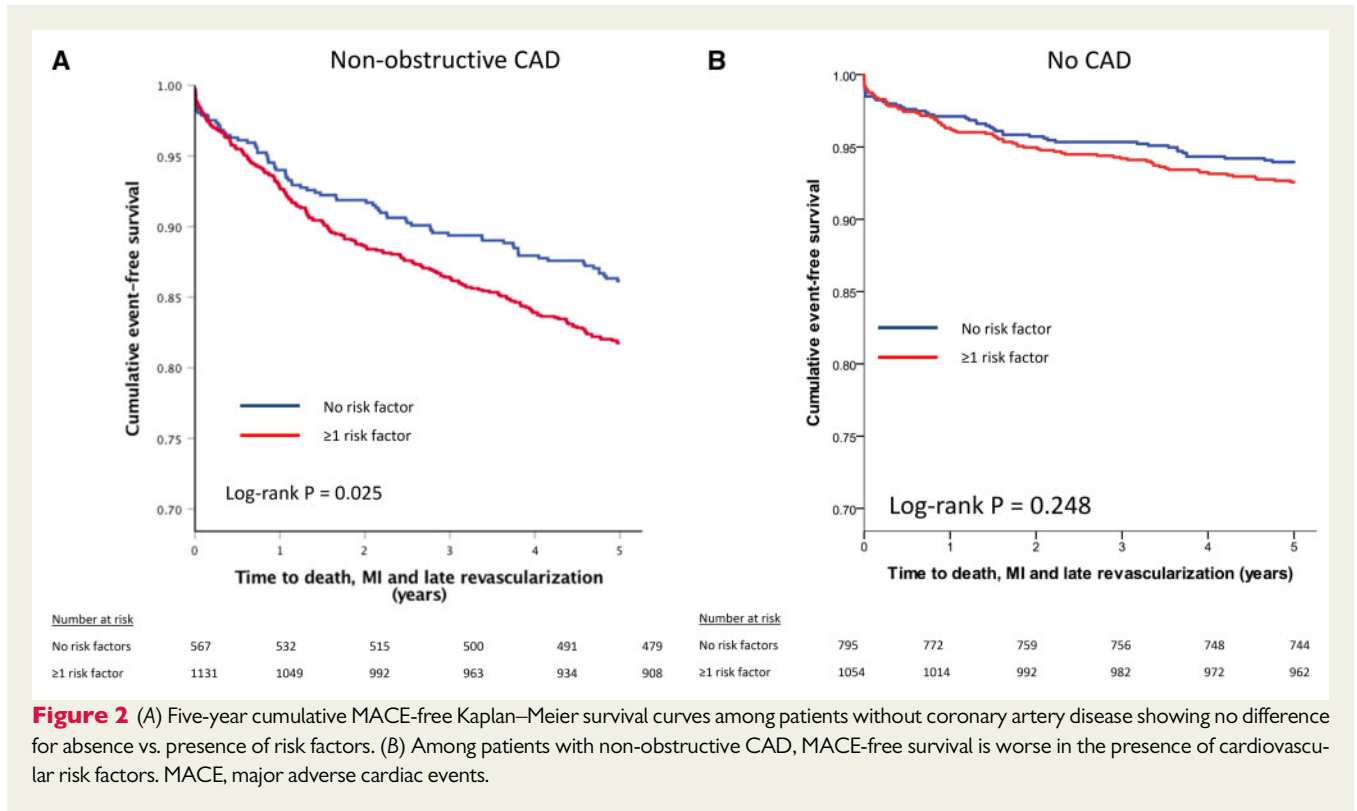 A
Non-obstructive CAD
1.00
0.95
0.90
0.85
0.80
0.75
0.70
Cumulative event-free survival
No risk factor
≥1 risk factor
Log-rank P = 0.025
0 1 2 3 4 5
Time to death, MI and late revascularization
(years)
Number at risk
No risk factors 567 532 515 500 491 479
≥1 risk factor 1131 1049 992 963 934 908
B
No CAD
1.00
0.95
0.90
0.85
0.80
0.75
0.70
Cumulative event-free survival
No risk factor
≥1 risk factor
Log-rank P = 0.248
0 1 2 3 4 5
Time to death, MI and late revascularization (years)
Number at risk
No risk factors 795 772 759 756 748 744
≥1 risk factor 1054 1014 992 982 972 962
Figure 2 (A) Five-year cumulative MACE-free Kaplan–Meier survival curves among patients without coronary artery disease showing no difference
for absence vs. presence of risk factors. (B) Among patients with non-obstructive CAD, MACE-free survival is worse in the presence of cardiovascu-
lar risk factors. MACE, major adverse cardiac events.